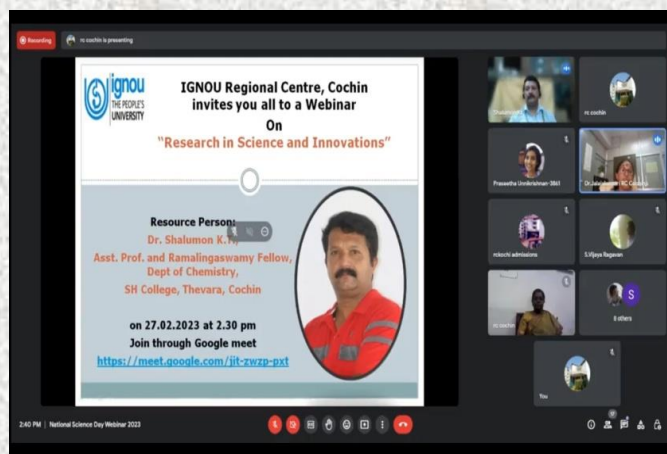 Recording
rc cochin is presenting
ignou
THE PEOPLE'S
UNIVERSITY
IGNOU Regional Centre, Cochin
invites you all to a Webinar
On
"Research in Science and Innovations"
Resource Person:
Dr. Shalumon K.T,
Asst. Prof. and Ramalingaswamy Fellow,
Dept of Chemistry,
SH College, Thevara, Cochin
on 27.02.2023 at 2.30 pm
Join through Google meet
https://meet.google.com/jit-zwzp-pxt
rc cochin
Praseetha Unnikrishnan-3861
rckochi admissions
S.Vijaya Ragavan
rc cochin
S
8 others
You
2:40 PM | National Science Day Webinar 2023